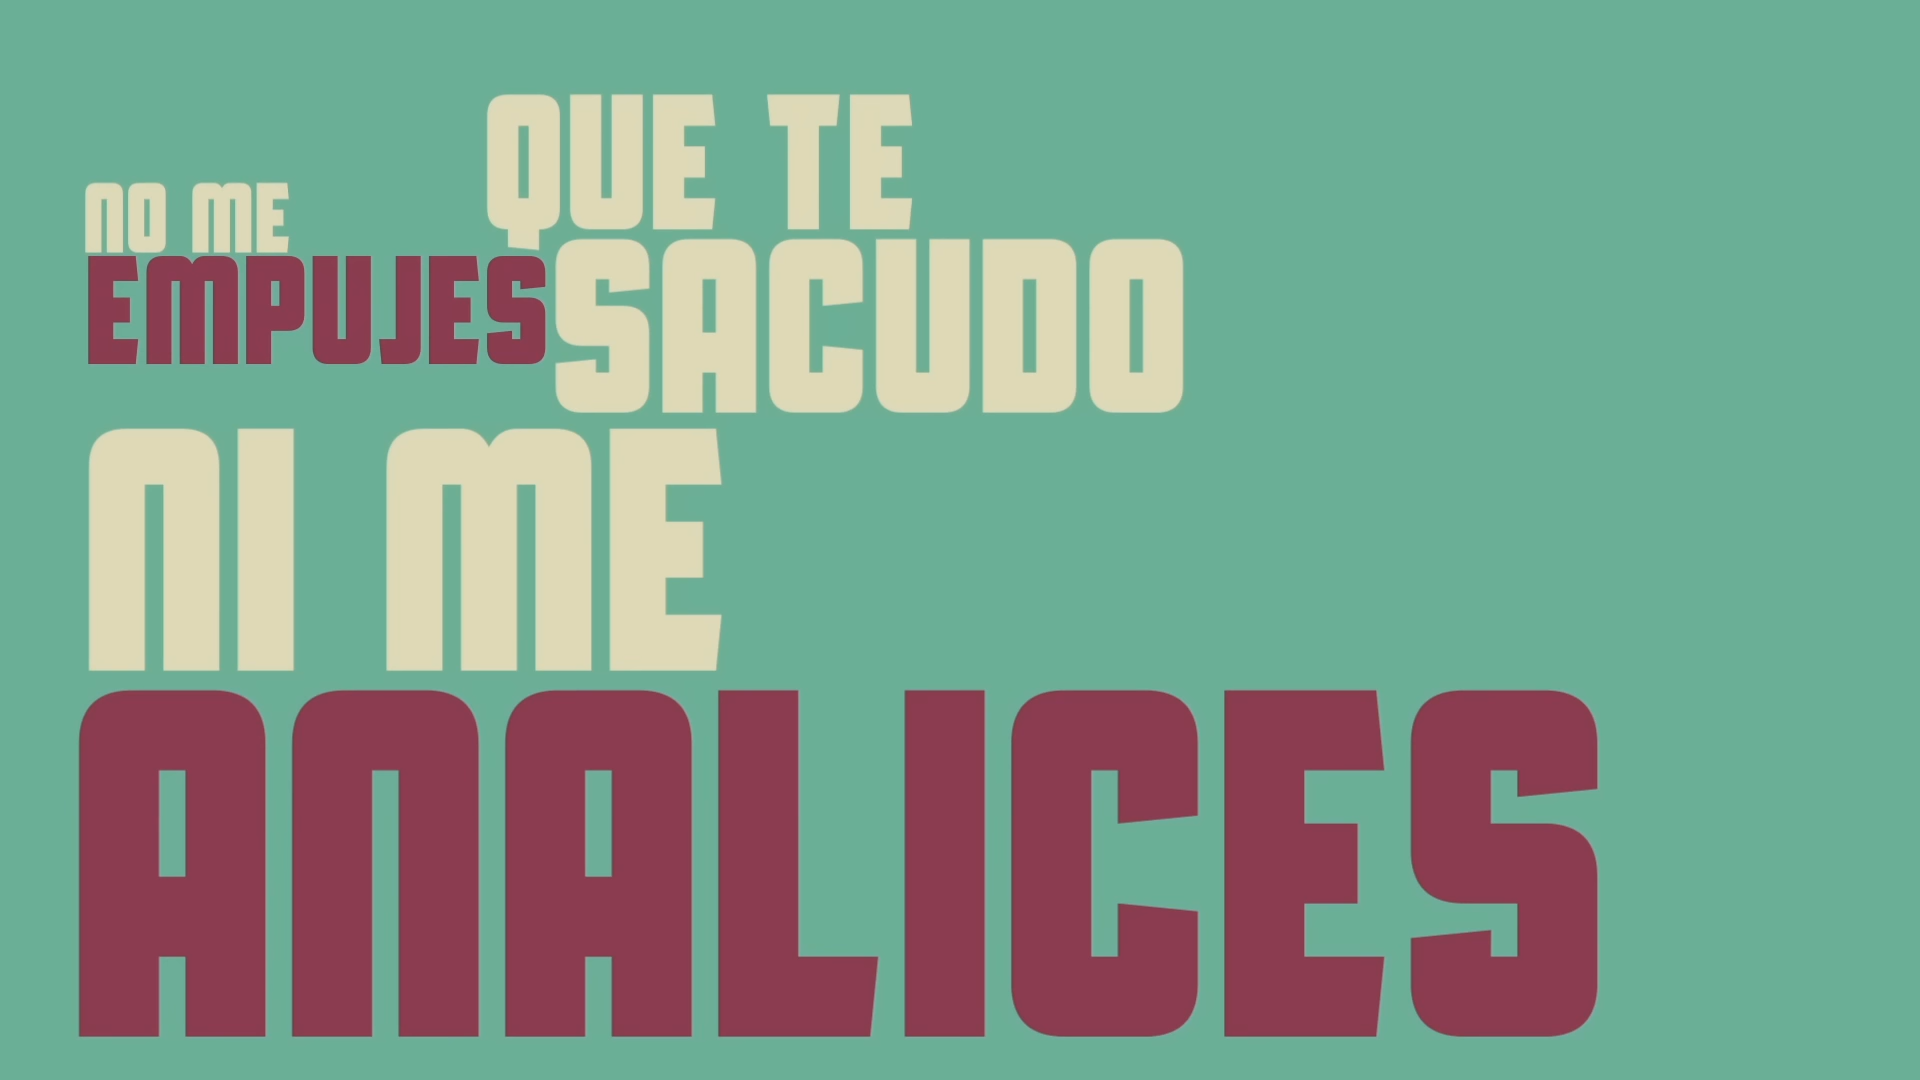 NO ME
EMPUJES
QUE TE
SACUDO
NI ME
ANALICES